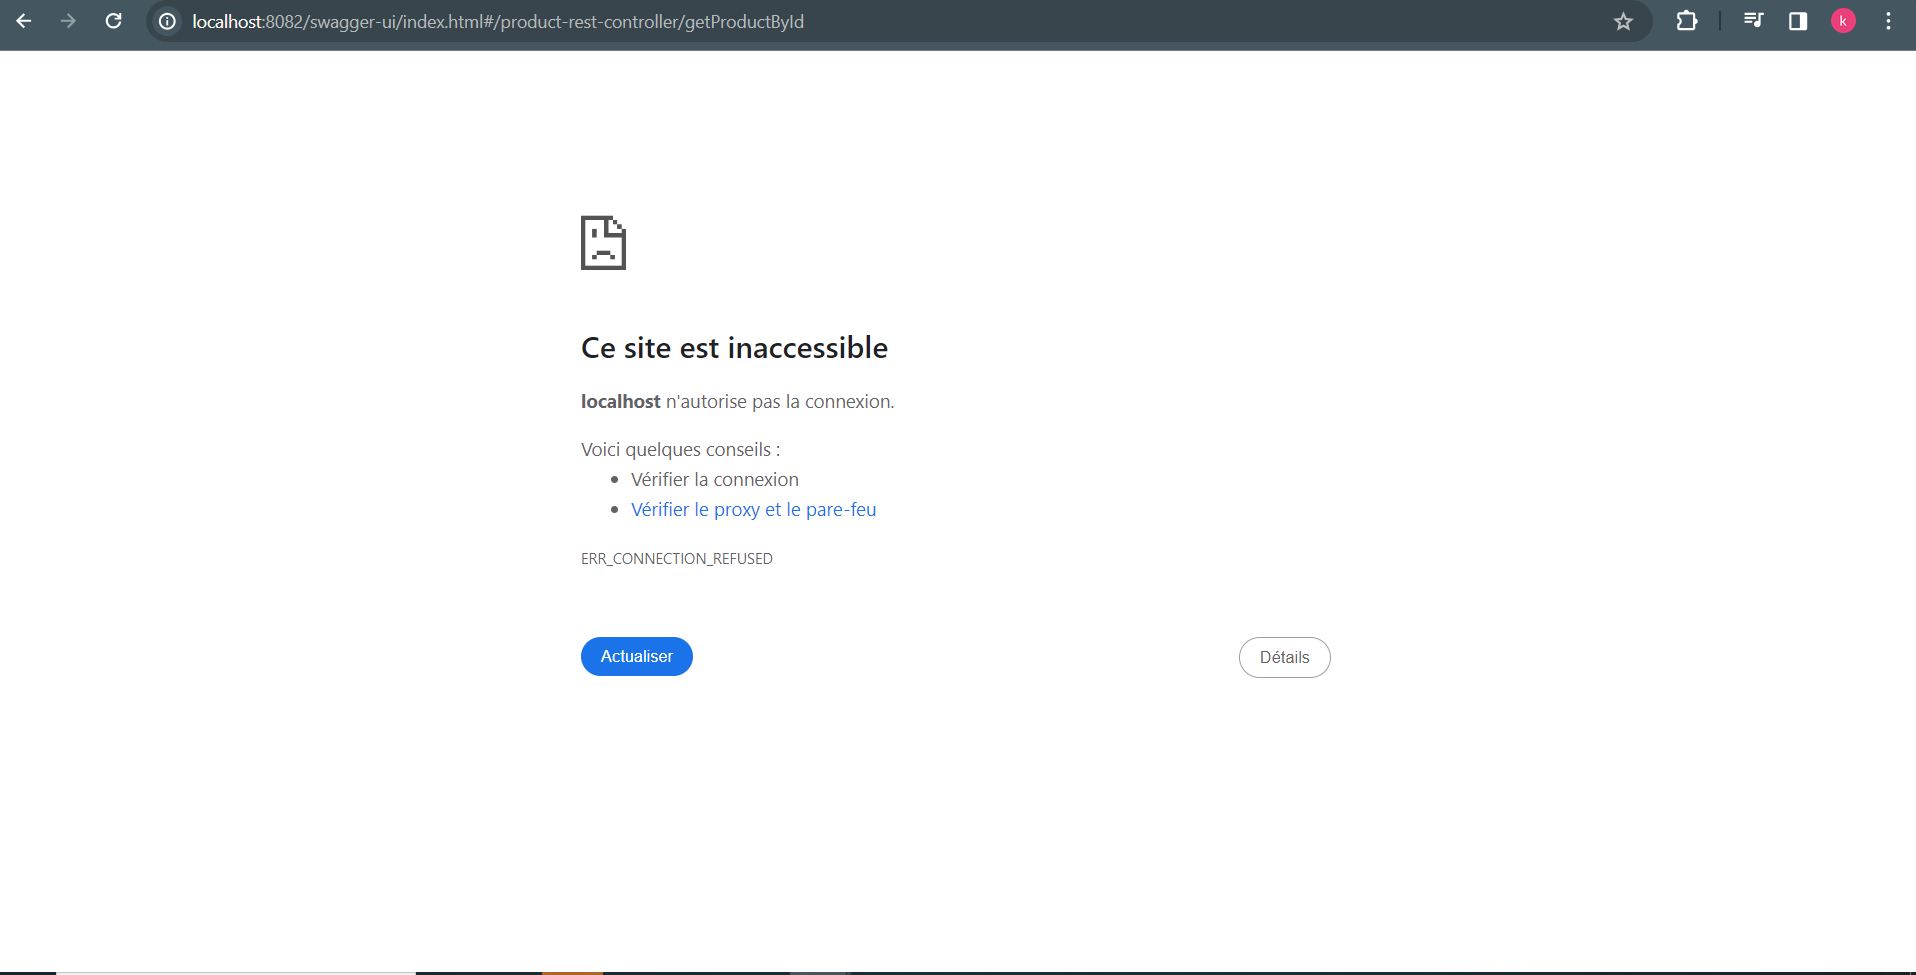 localhost:8082/swagger-ui/index.html#/product-rest-controller/getProductById
k
Ce site est inaccessible
localhost n'autorise pas la connexion.
Voici quelques conseils :
Vérifier la connexion
Vérifier le proxy et le pare-feu
ERR_CONNECTION_REFUSED
Actualiser
Détails